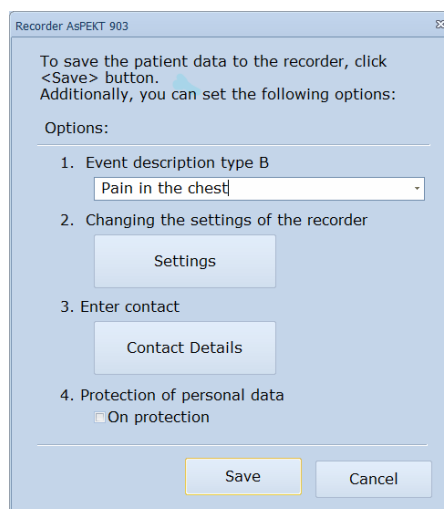 Recorder AsPEKT 903
To save the patient data to the recorder, click
<Save> button.
Additionally, you can set the following options:
Options:
1. Event description type B
Pain in the chest
2. Changing the settings of the recorder
Settings
3. Enter contact
Contact Details
4. Protection of personal data
On protection
Save
Cancel